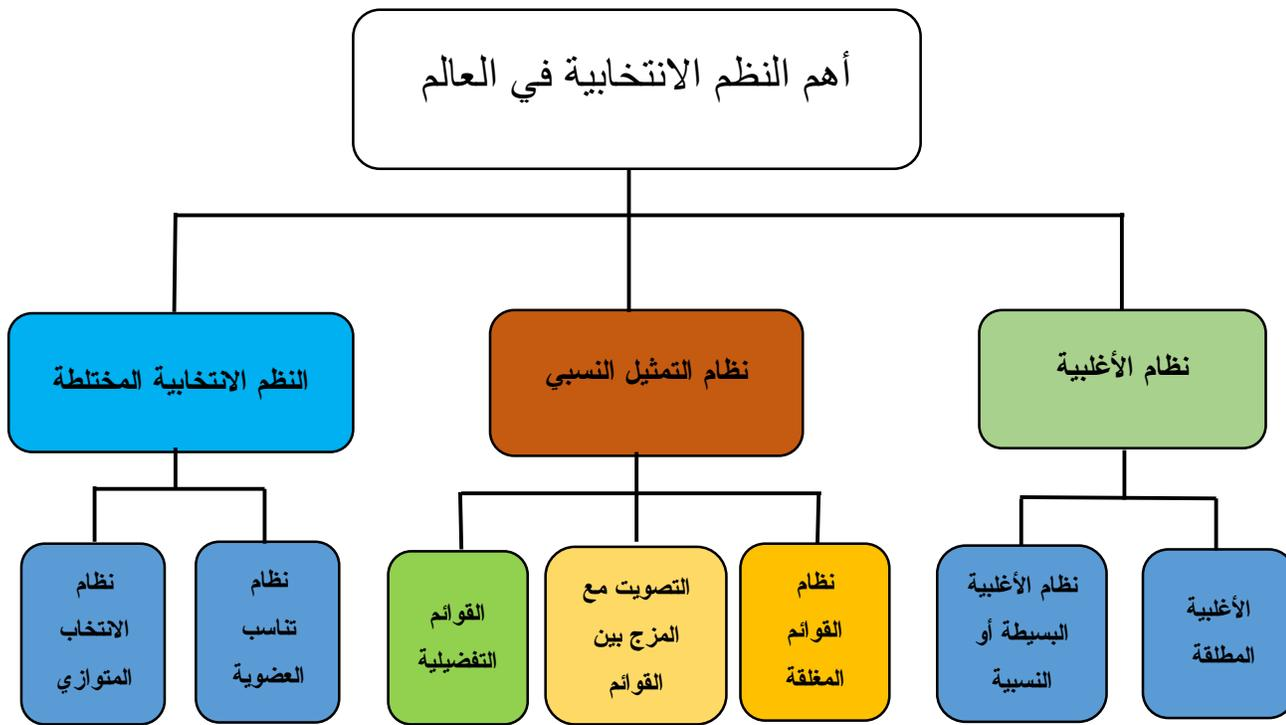 أهم النظم الانتخابية في العالم
نظام الأغلبية
نظام التمثيل النسبي
النظم الانتخابية المختلطة
الأغلبية
المطلقة
نظام الأغلبية
البسيطة أو
النسبية
نظام
القوائم
المغلقة
التصويت مع
المزج بين
القوائم
القوائم
التفضيلية
نظام
تناسب
العضوية
نظام
الانتخاب
المتوازي